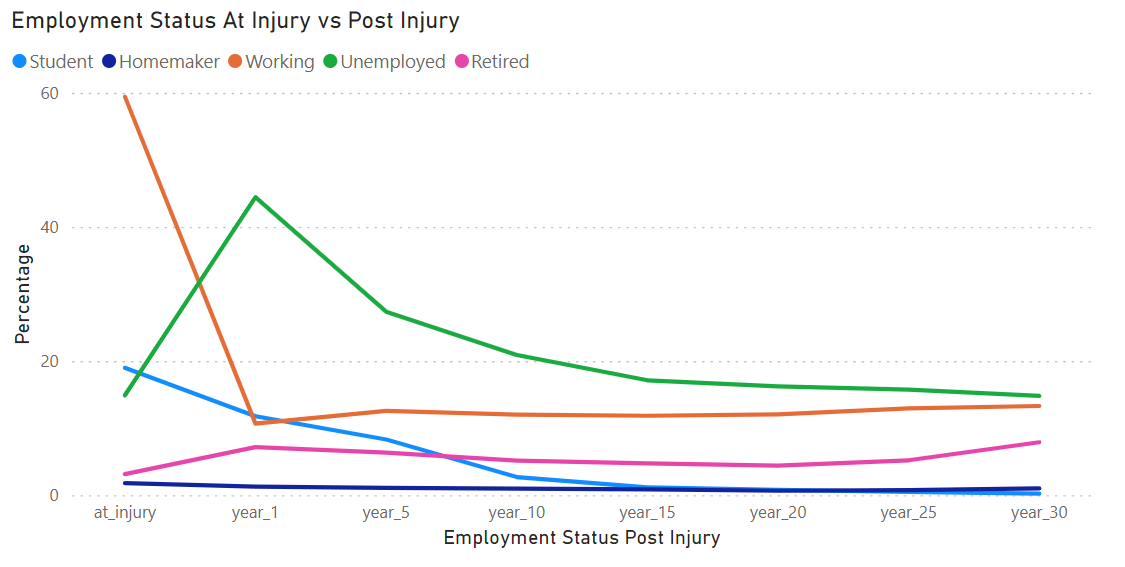 Employment Status At Injury vs Post Injury
Student Homemaker Working Unemployed Retired
60
40
20
0
Percentage
at_injury year_1 year_5 year_10 year_15 year_20 year_25 year_30
Employment Status Post Injury